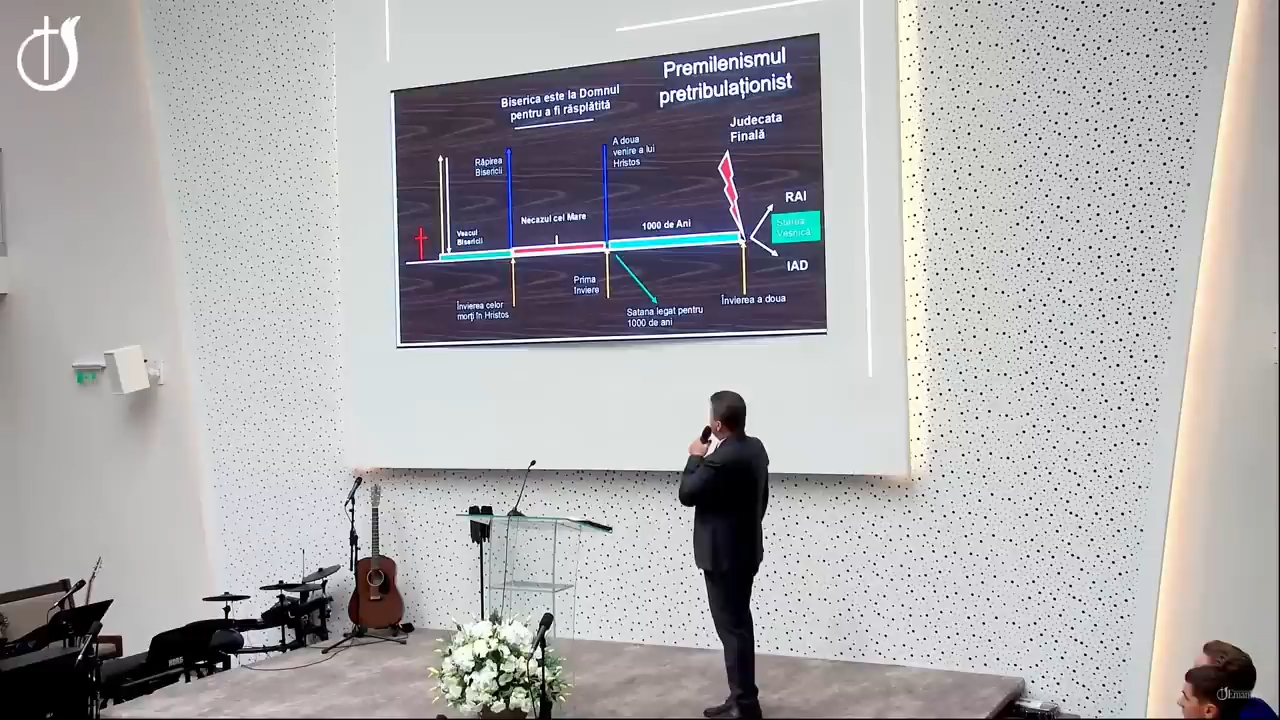 Premilenismul
pretribulaționist
Biserica este la Domnul
pentru a fi răsplătită
Judecata
Finală
A doua
venire a lui
Hristos
Răpirea
Bisericii
RAI
Necazul cel Mare
1000 de Ani
Starea
Veșnică
Veacul
Bisericii
IAD
Prima
Înviere
Învierea a doua
Învierea celor
morți în Hristos
Satana legat pentru
1000 de ani
KORG